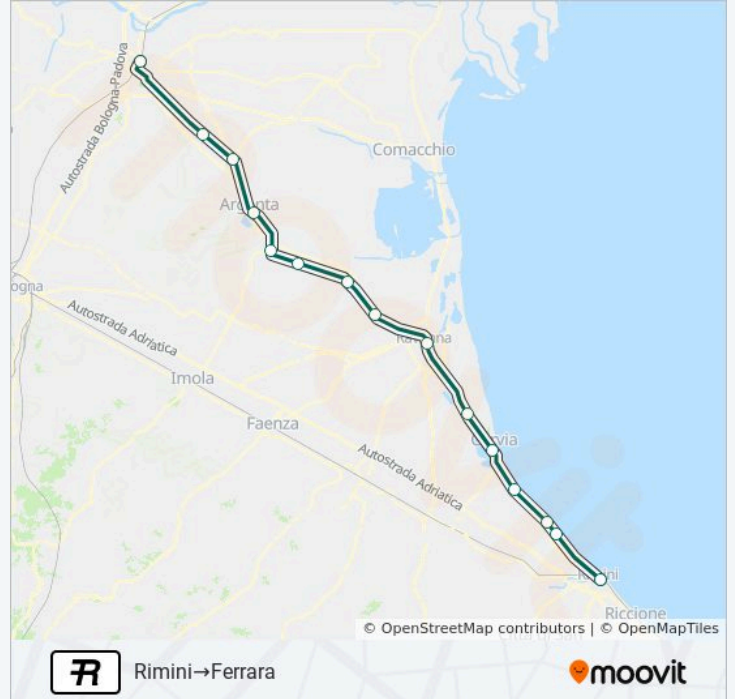 Autostrada Bologna-Padova
Comacchio
Argenta
ogna
Autostrada Adriatica
Ravenna
Imola
Faenza
Cervia
Autostrada Adriatica
Rimini
Riccione
© OpenStreetMap contributors | © OpenMapTiles
R
Rimini→Ferrara
moovit